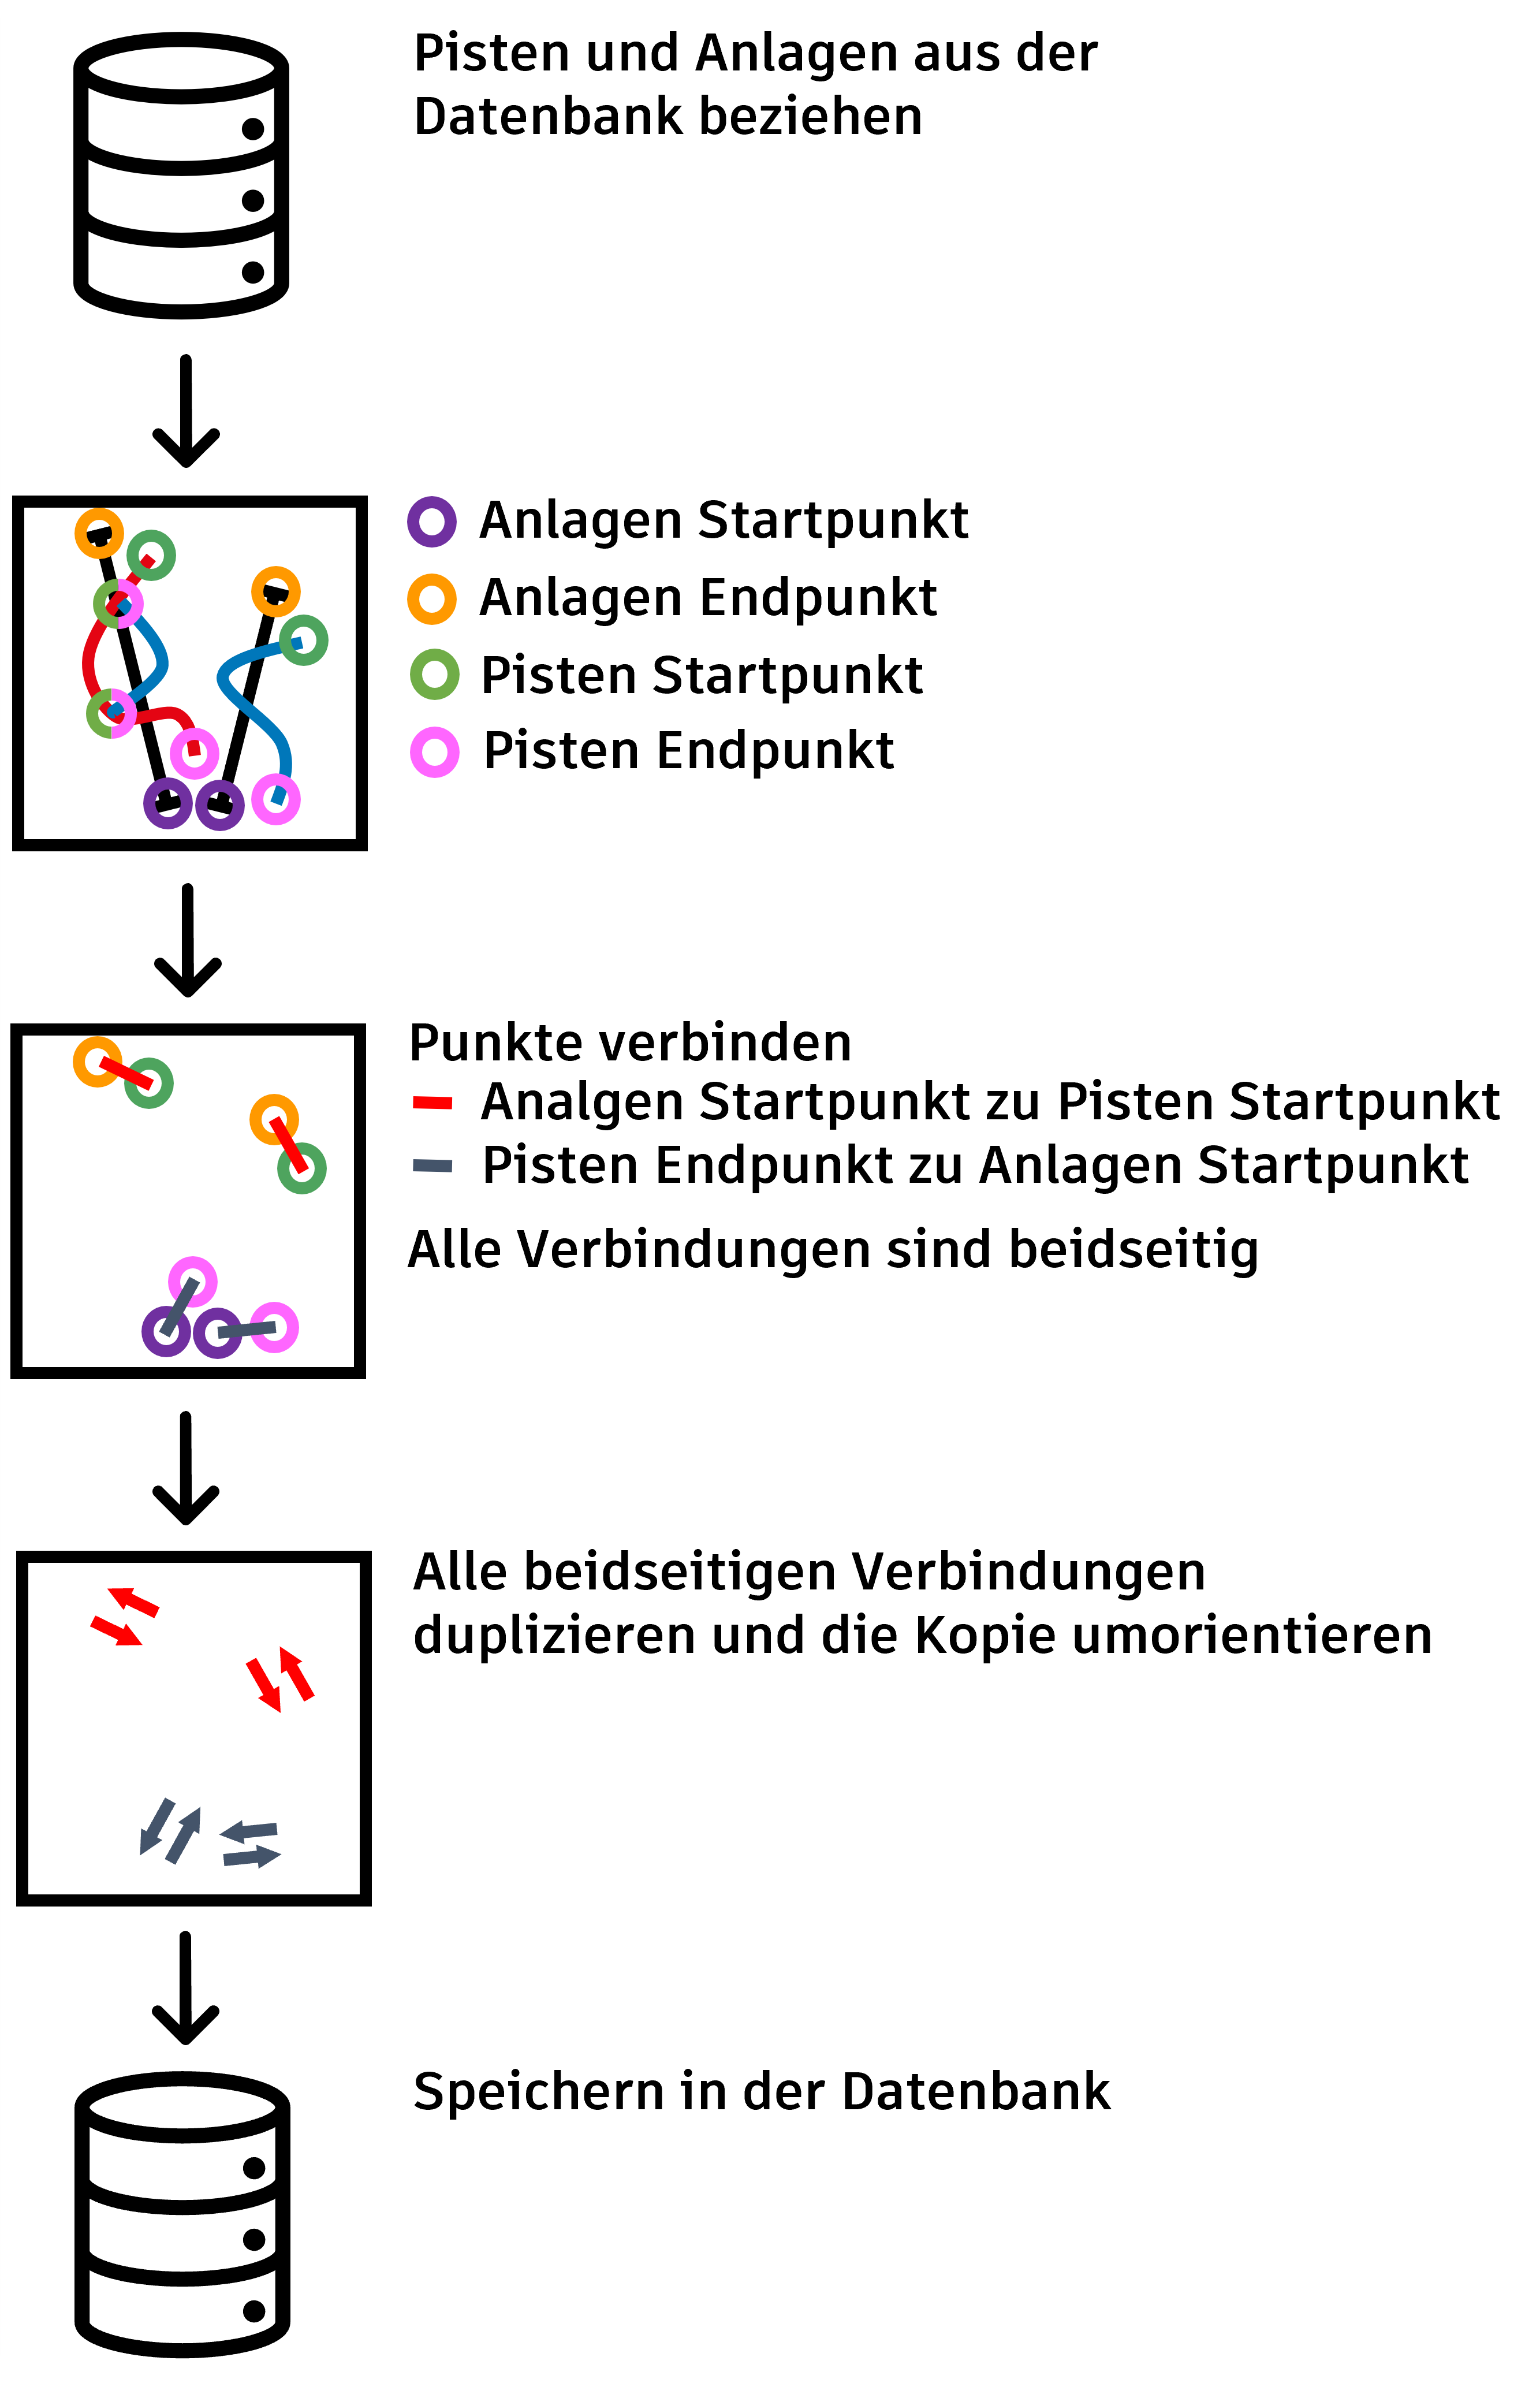 Pisten und Anlagen aus der
Datenbank beziehen
Anlagen Startpunkt
Anlagen Endpunkt
Pisten Startpunkt
Pisten Endpunkt
Punkte verbinden
Analgen Startpunkt zu Pisten Startpunkt
Pisten Endpunkt zu Anlagen Startpunkt
Alle Verbindungen sind beidseitig
Alle beidseitigen Verbindungen
duplizieren und die Kopie umorientieren
Speichern in der Datenbank